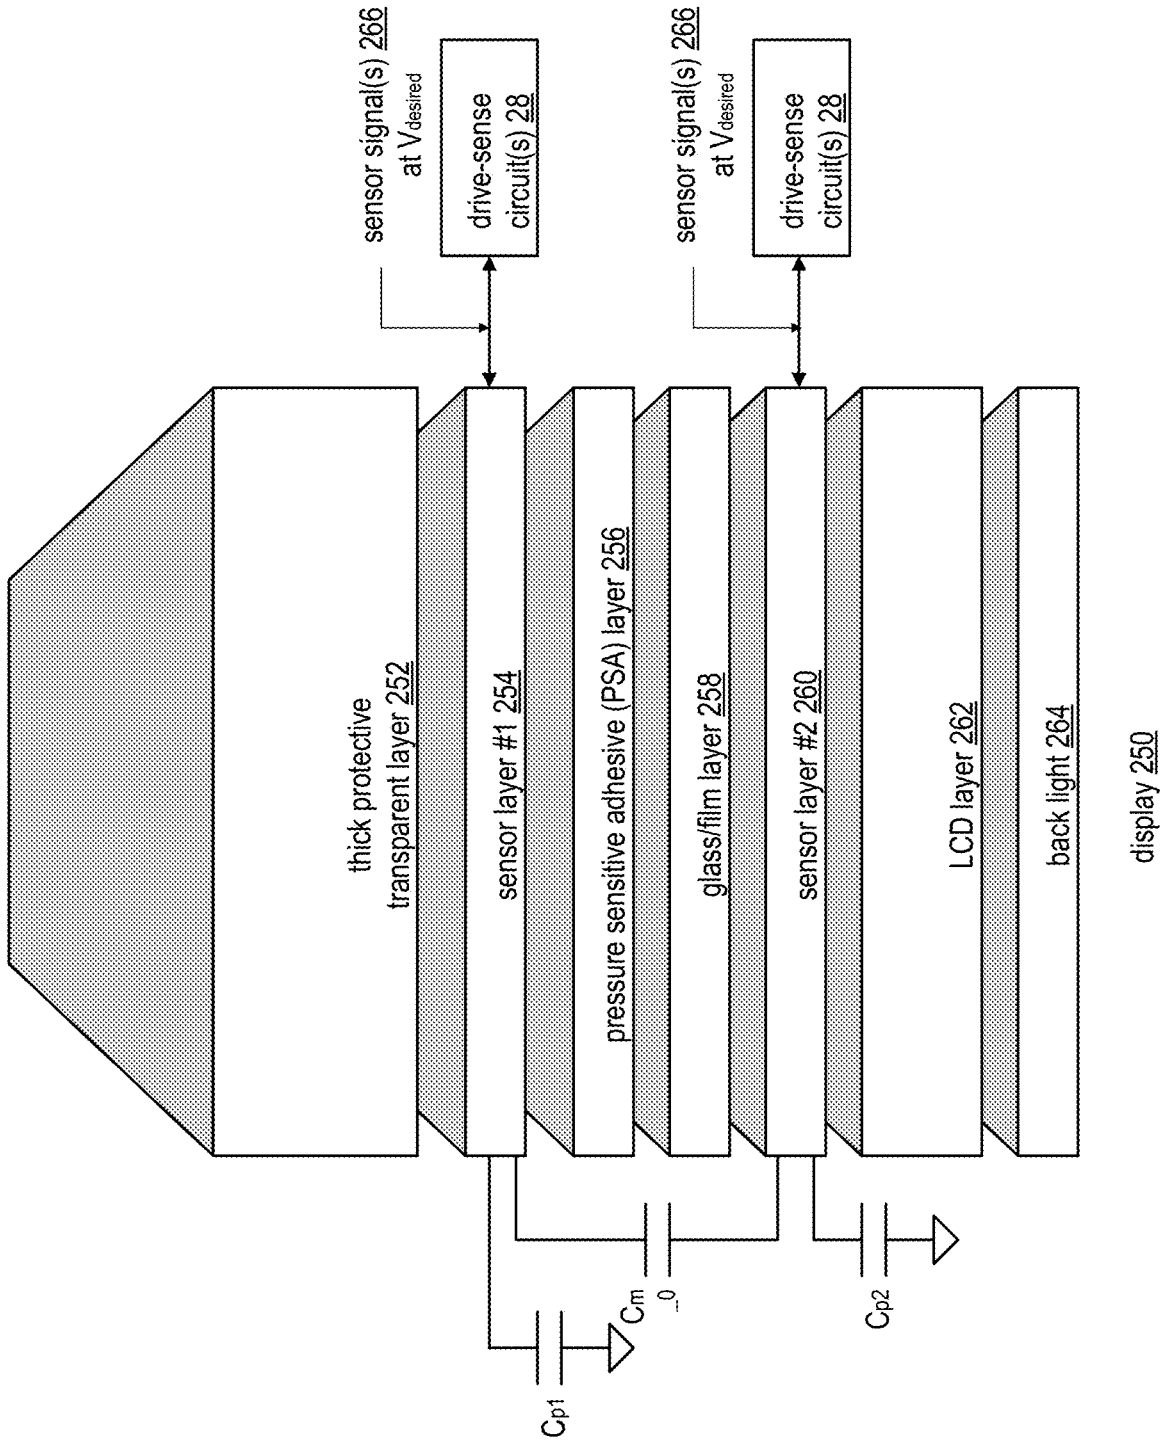 sensor signal(s) 266
at Vdesired
drive-sense
circuit(s) 28
sensor signal(s) 266
at Vdesired
drive-sense
circuit(s) 28
thick protective
transparent layer 252
sensor layer #1 254
pressure sensitive adhesive (PSA) layer 256
glass/film layer 258
sensor layer #2 260
LCD layer 262
back light 264
Cp1
Cm
_0
Cp2
display 250